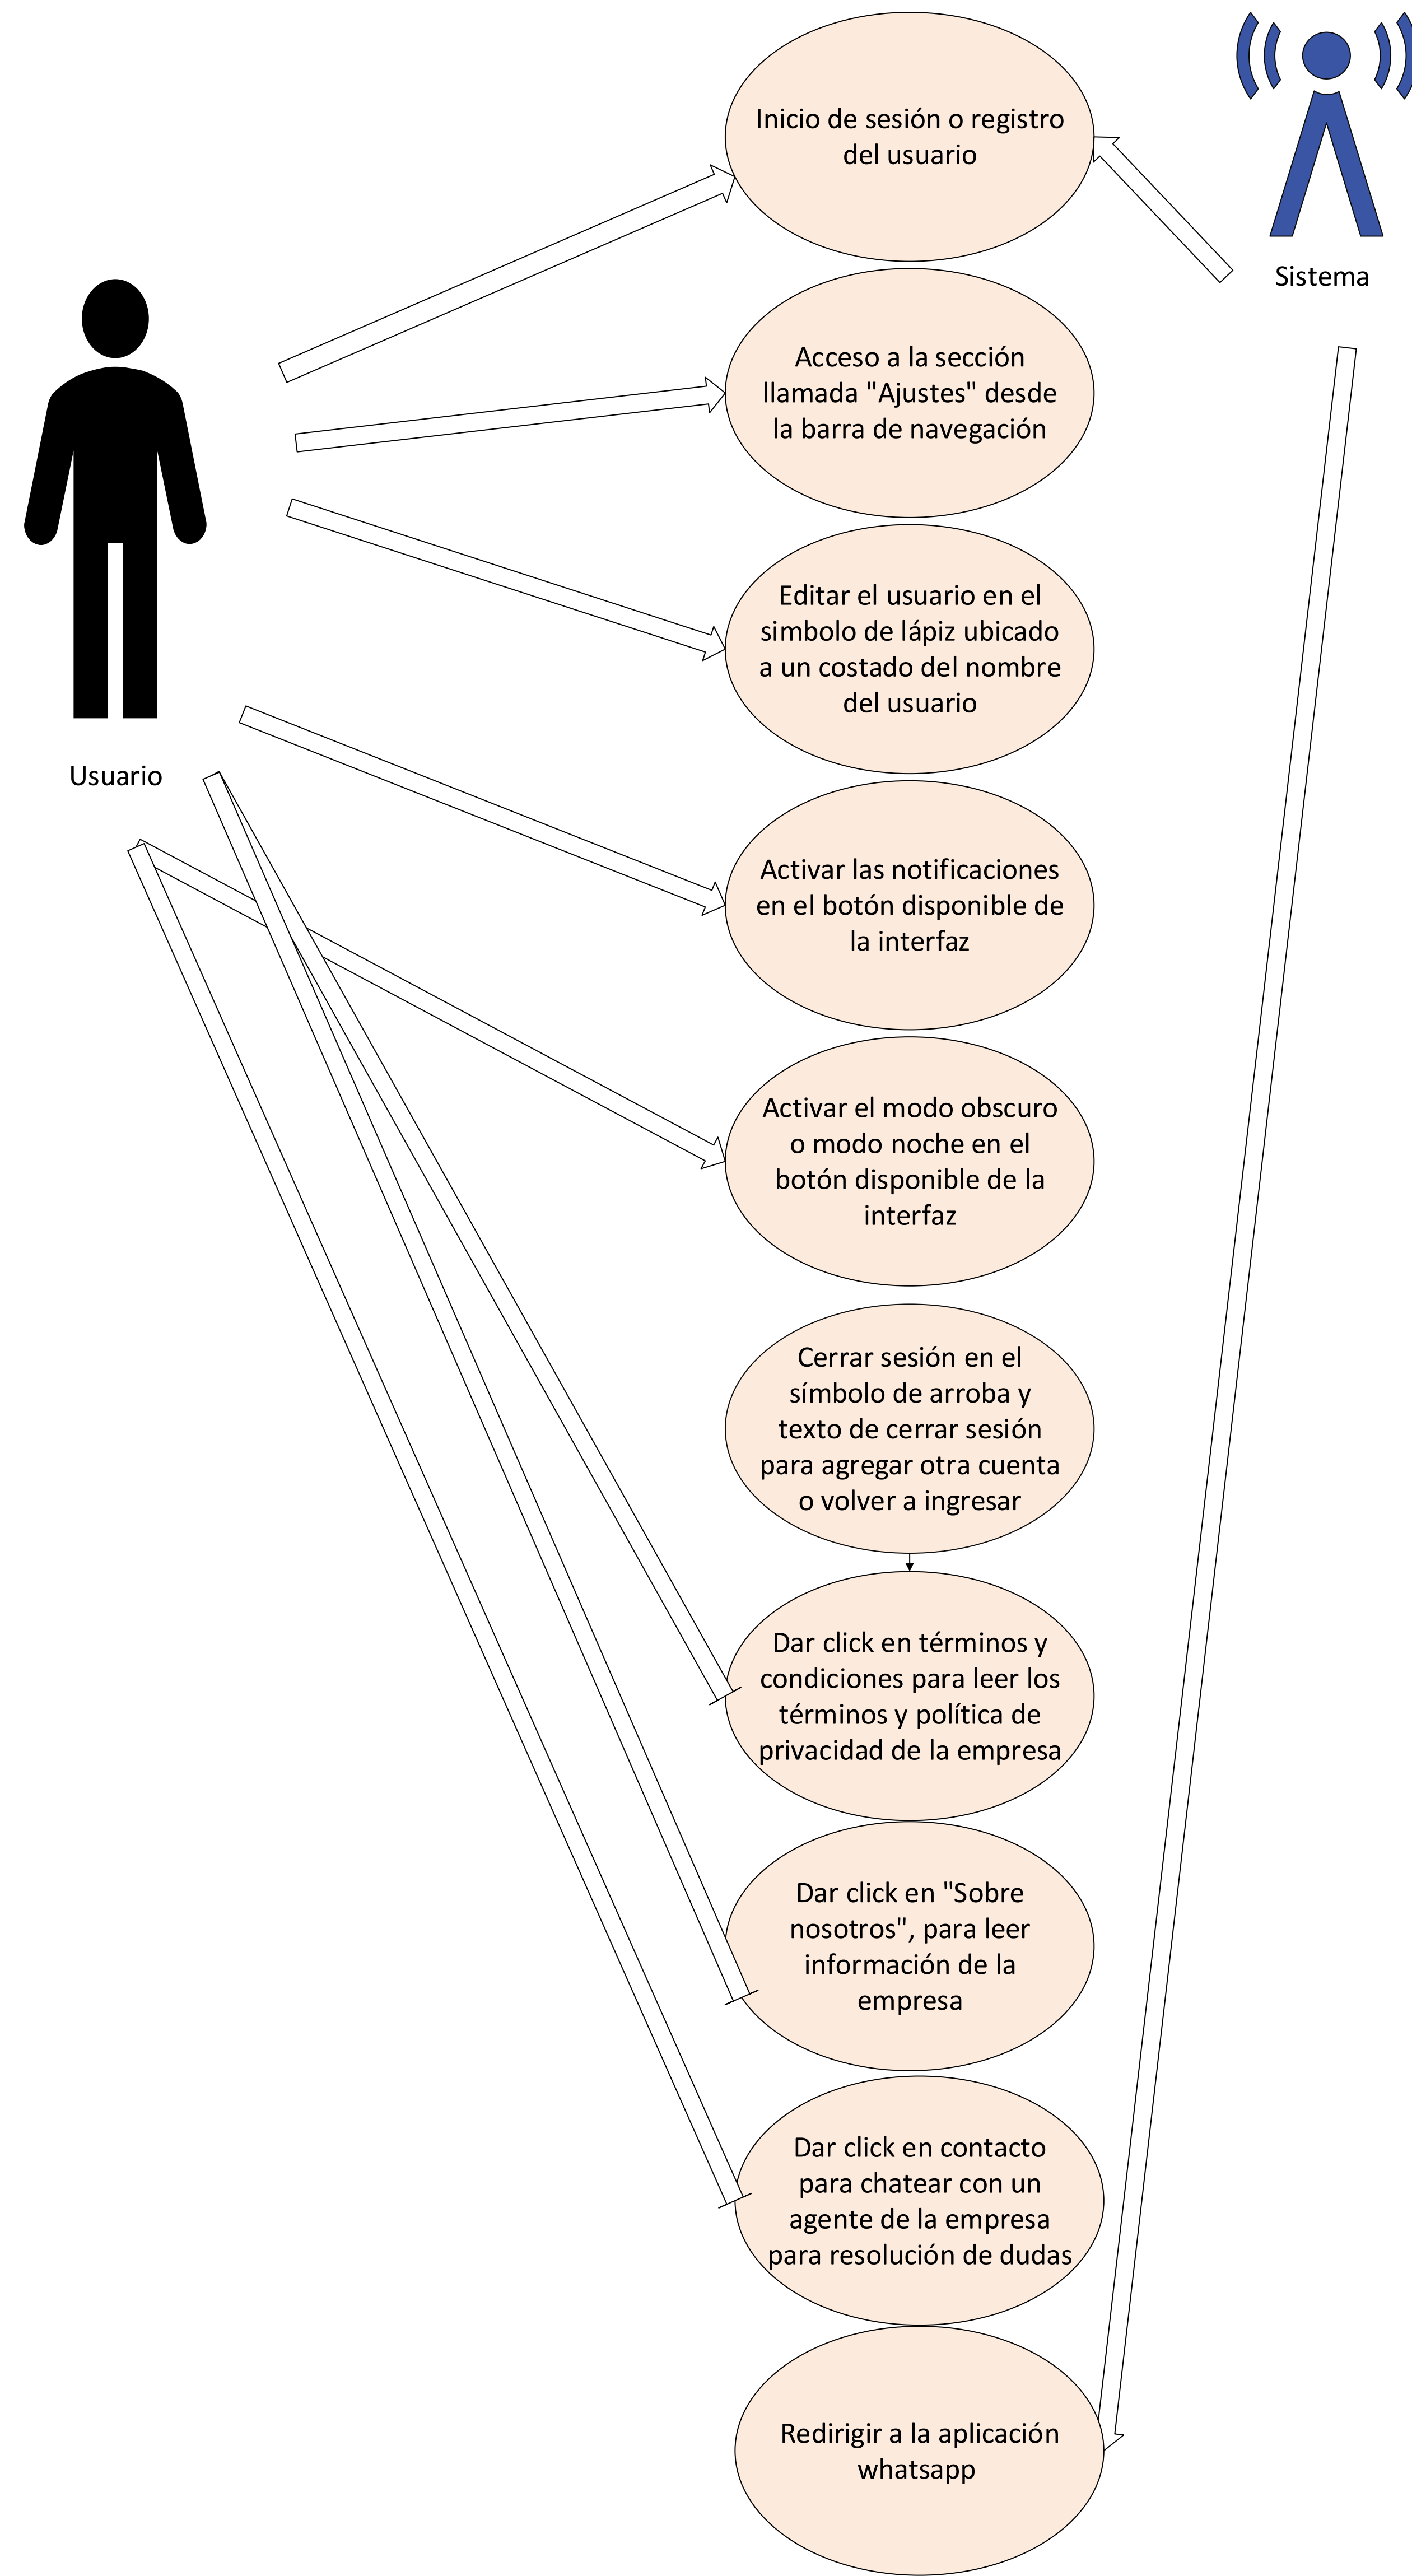 Inicio de sesión o registro
del usuario
Sistema
Acceso a la sección
llamada "Ajustes" desde
la barra de navegación
Editar el usuario en el
simbolo de lápiz ubicado
a un costado del nombre
del usuario
Usuario
Activar las notificaciones
en el botón disponible de
la interfaz
Activar el modo obscuro
o modo noche en el
botón disponible de la
interfaz
Cerrar sesión en el
símbolo de arroba y
texto de cerrar sesión
para agregar otra cuenta
o volver a ingresar
Dar click en términos y
condiciones para leer los
términos y política de
privacidad de la empresa
Dar click en "Sobre
nosotros", para leer
información de la
empresa
Dar click en contacto
para chatear con un
agente de la empresa
para resolución de dudas
Redirigir a la aplicación
whatsapp